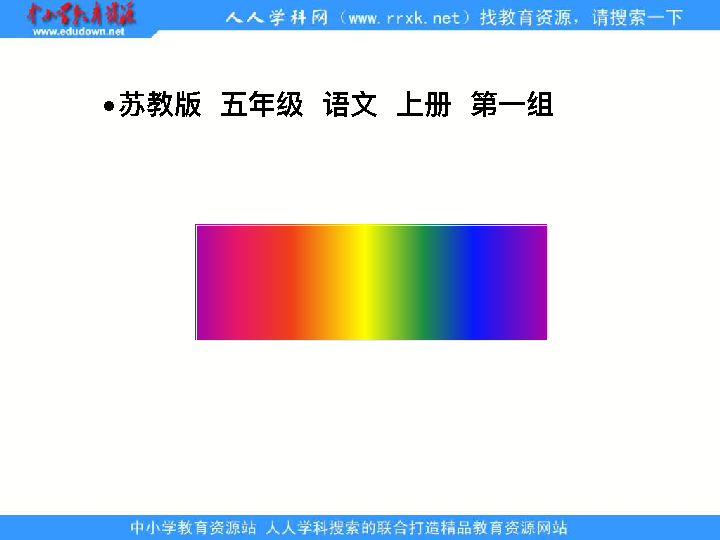 中小学教育资源
www.edudown.net
人人学科网（www.rrxk.net）找教育资源，请搜索一下
•苏教版 五年级 语文 上册 第一组
中小学教育资源站 人人学科搜索的联合打造精品教育资源网站